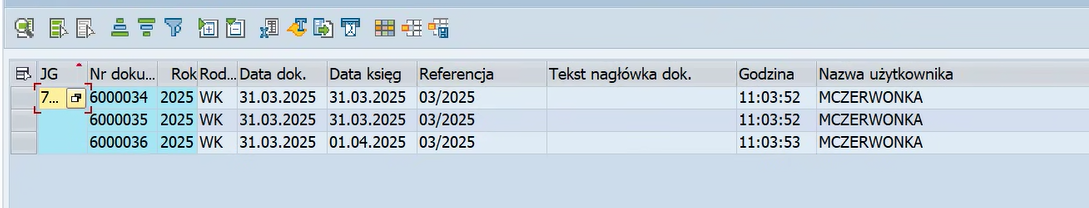 JG Nr doku... Rok Rod... Data dok. Data księg Referencja Tekst nagłówka dok. Godzina Nazwa użytkownika
7... 6000034 2025 WK 31.03.2025 31.03.2025 03/2025 11:03:52 MCZERWONKA
6000035 2025 WK 31.03.2025 31.03.2025 03/2025 11:03:52 MCZERWONKA
6000036 2025 WK 31.03.2025 01.04.2025 03/2025 11:03:53 MCZERWONKA